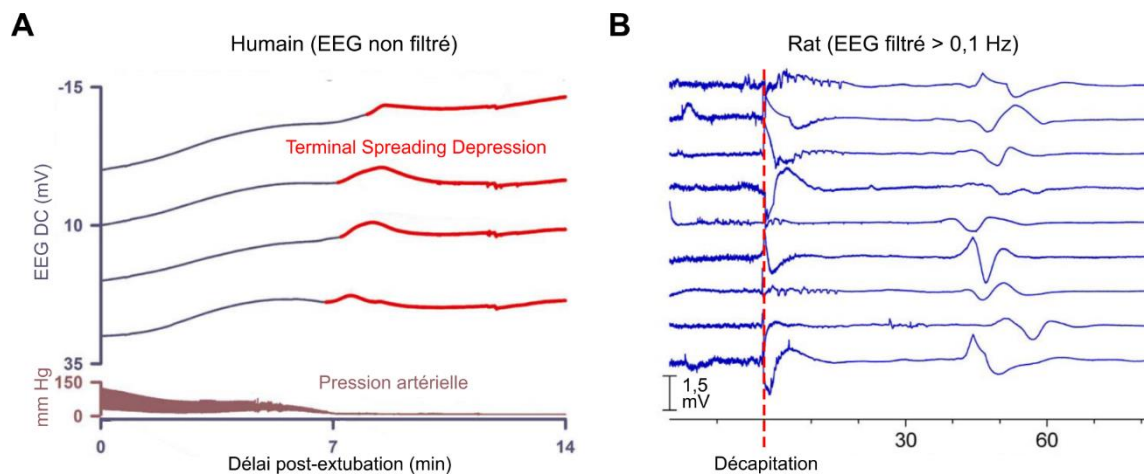 A
Humain (EEG non filtré)
-15
Terminal Spreading Depression
EEG DC (mV)
10
35
150
Pression artérielle
mm Hg
0
0
7
14
Délai post-extubation (min)
B
Rat (EEG filtré > 0,1 Hz)
1,5
mV
30
60
Décapitation